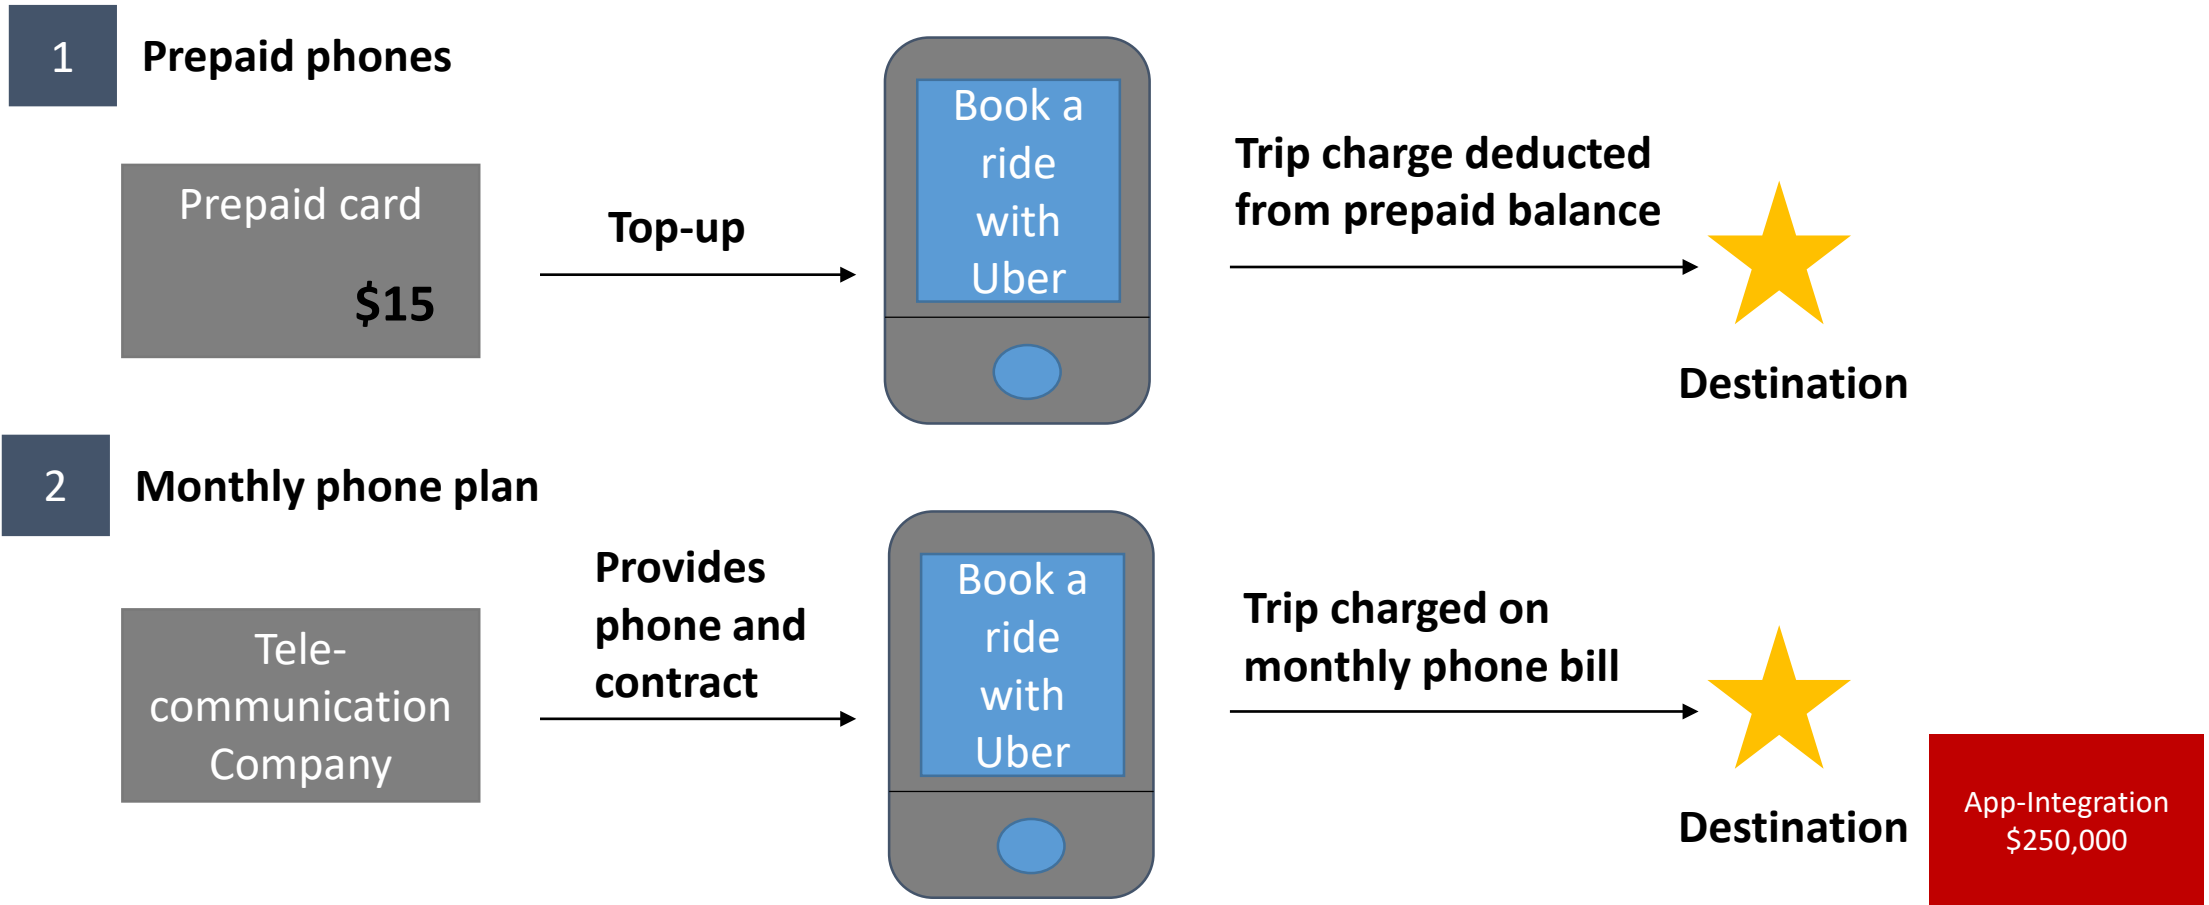 1
Prepaid phones
Prepaid card
$15
Top-up
Book a
ride
with
Uber
Trip charge deducted
from prepaid balance
Destination
2
Monthly phone plan
Tele-
communication
Company
Provides
phone and
contract
Book a
ride
with
Uber
Trip charged on
monthly phone bill
Destination
App-Integration
$250,000